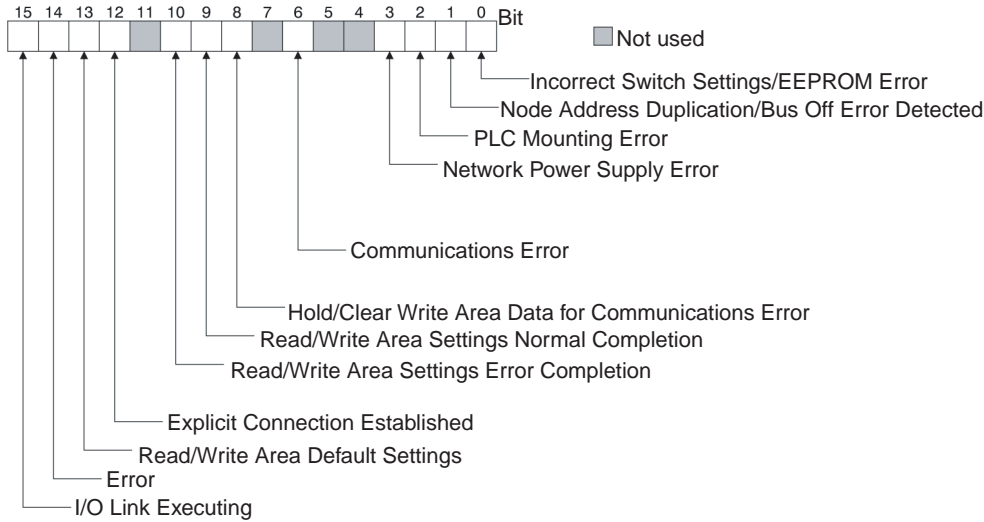 15 14 13 12 11 10 9 8 7 6 5 4 3 2 1 0 Bit
Not used
Incorrect Switch Settings/EEPROM Error
Node Address Duplication/Bus Off Error Detected
PLC Mounting Error
Network Power Supply Error
Communications Error
Hold/Clear Write Area Data for Communications Error
Read/Write Area Settings Normal Completion
Read/Write Area Settings Error Completion
Explicit Connection Established
Read/Write Area Default Settings
Error
I/O Link Executing